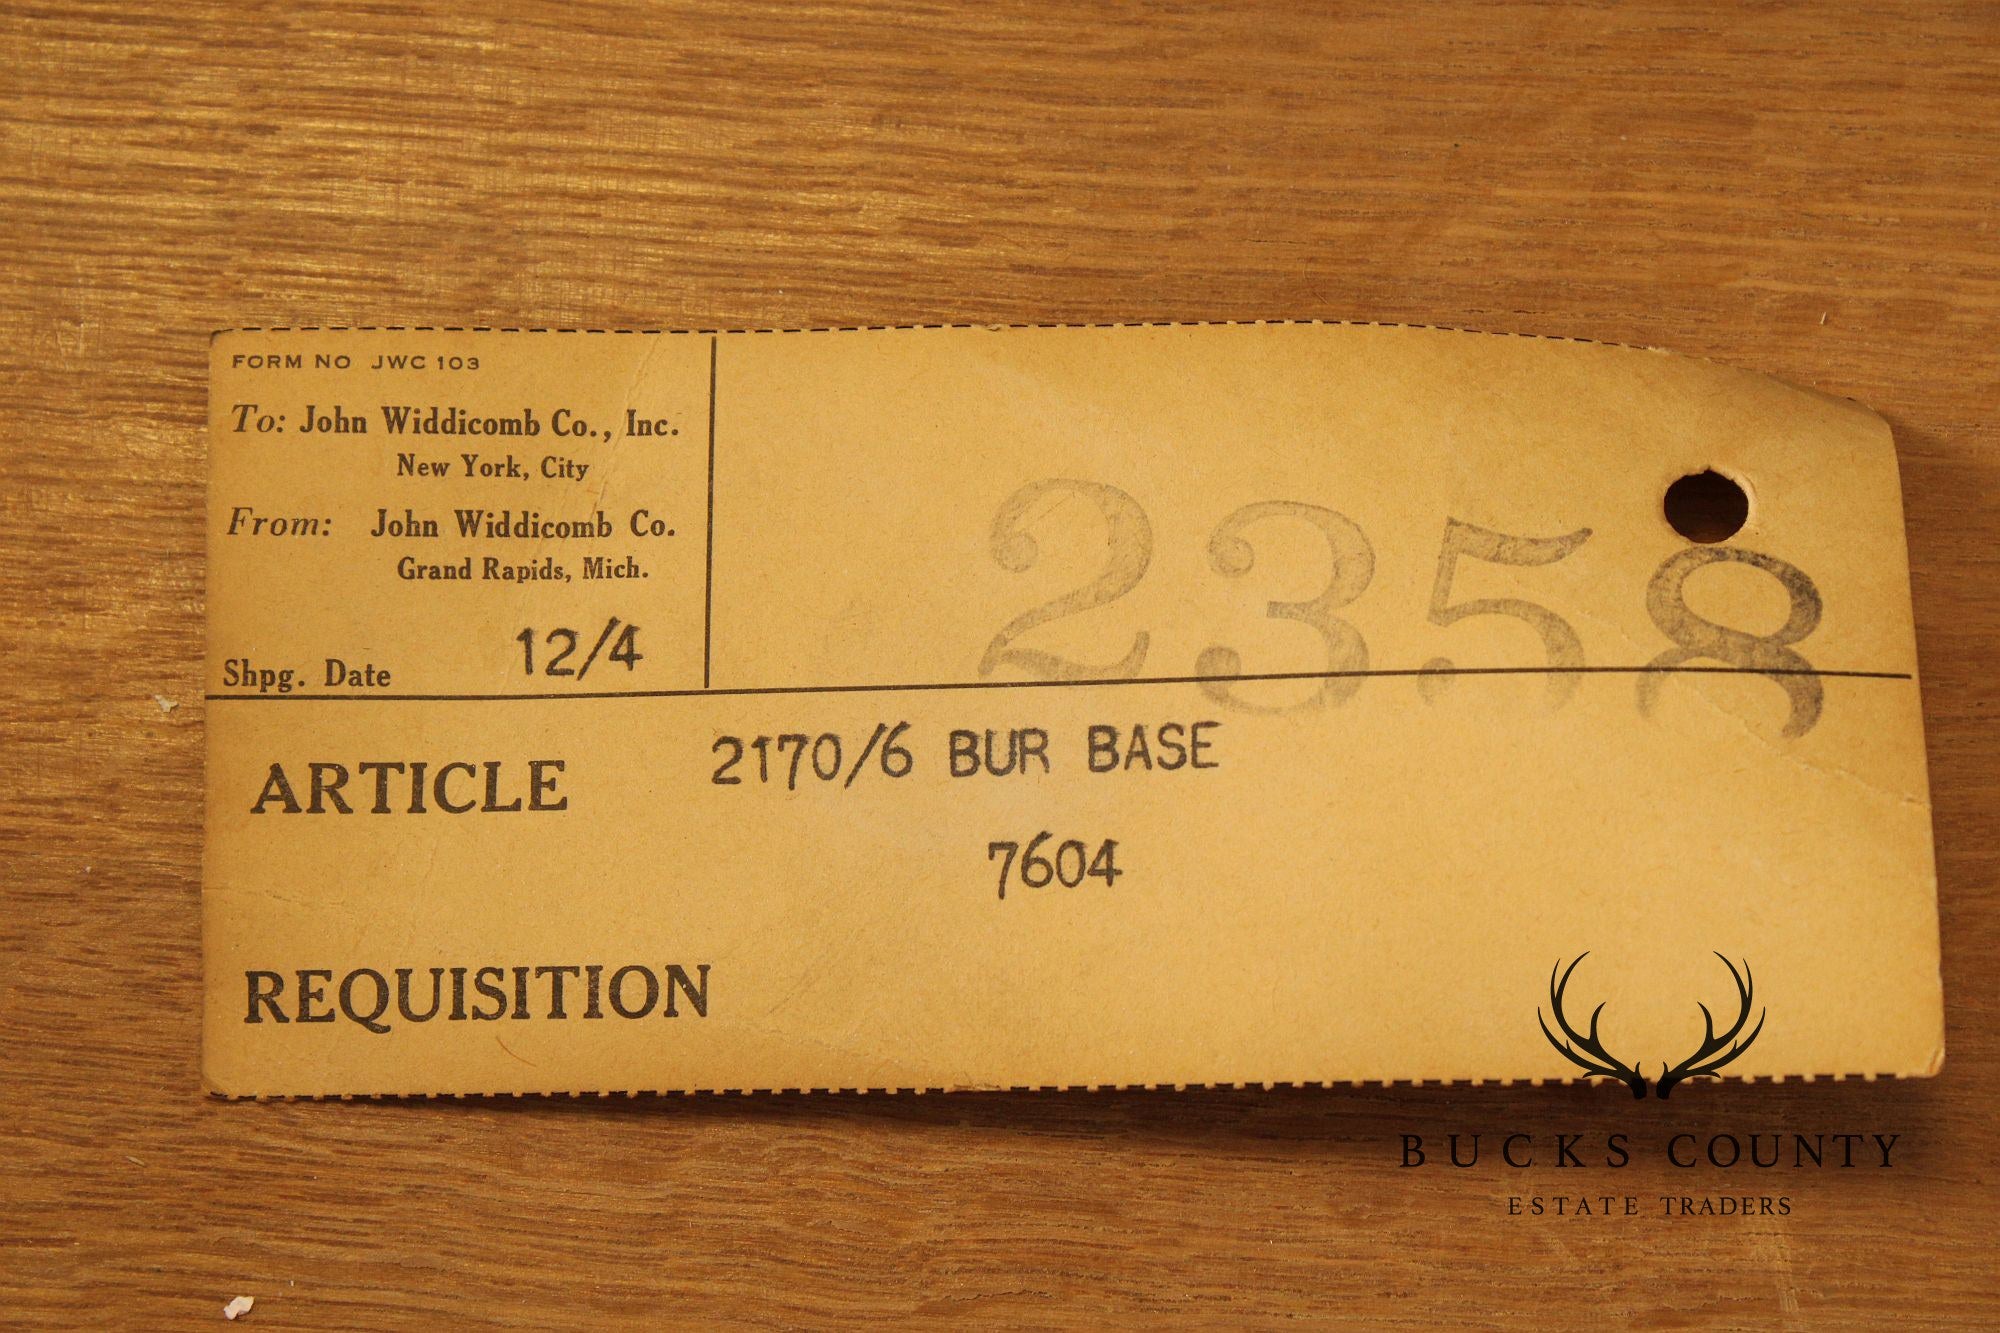 FORM NO JWC 103
To: John Widdicomb Co., Inc.
New York, City
From: John Widdicomb Co.
Grand Rapids, Mich.
Shpg. Date 12/4
2358
ARTICLE 2170/6 BUR BASE
7604
REQUISITION
BUCKS COUNTY
ESTATE TRADERS